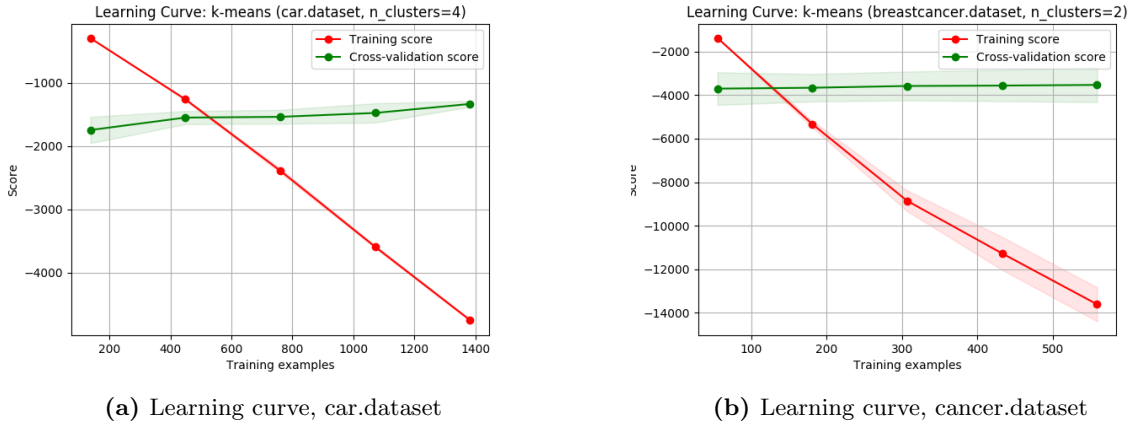 Learning Curve: k-means (car.dataset, n_clusters=4)
Training score
Cross-validation score
−1000
−2000
−3000
−4000
Score
200
400
600
800
1000
1200
1400
Training examples
(a) Learning curve, car.dataset
Learning Curve: k-means (breastcancer.dataset, n_clusters=2)
Training score
Cross-validation score
−2000
−4000
−6000
−8000
−10000
−12000
−14000
Score
100
200
300
400
500
Training examples
(b) Learning curve, cancer.dataset